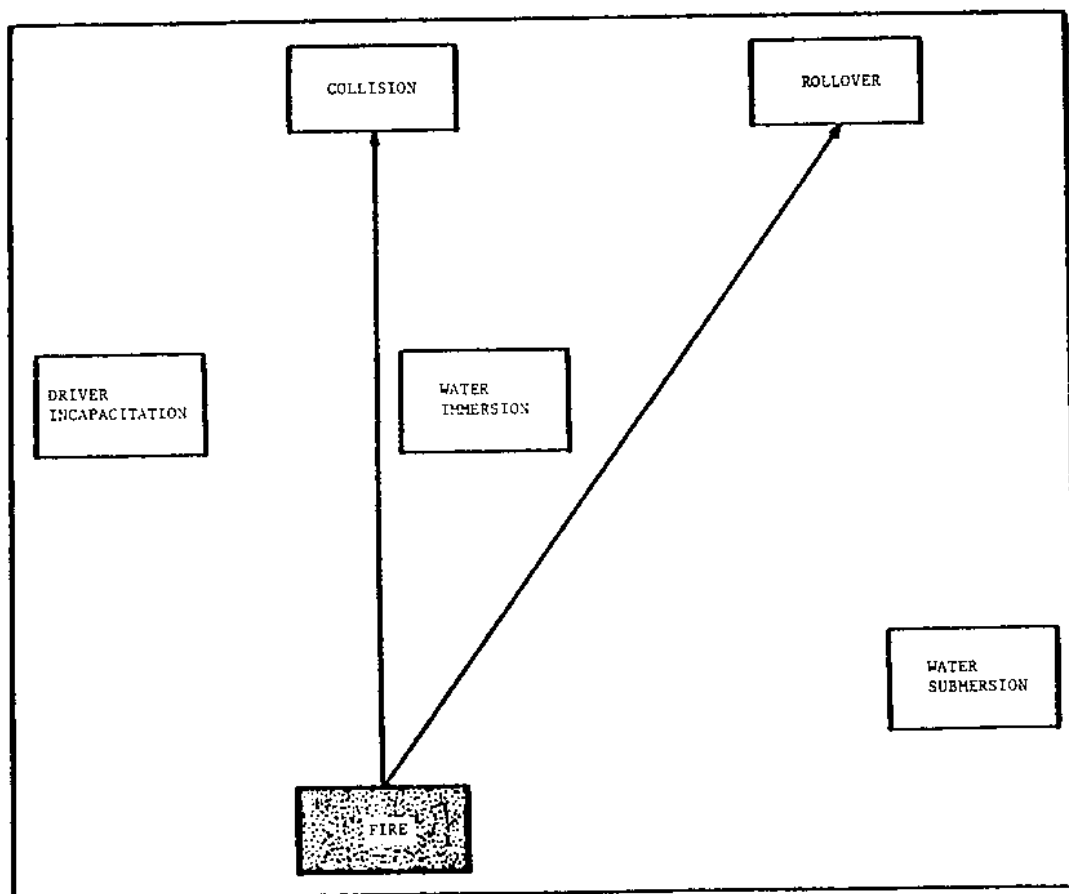 COLLISION
ROLLOVER
DRIVER
INCAPACITATION
WATER
IMMERSION
WATER
SUBMERSION
FIRE